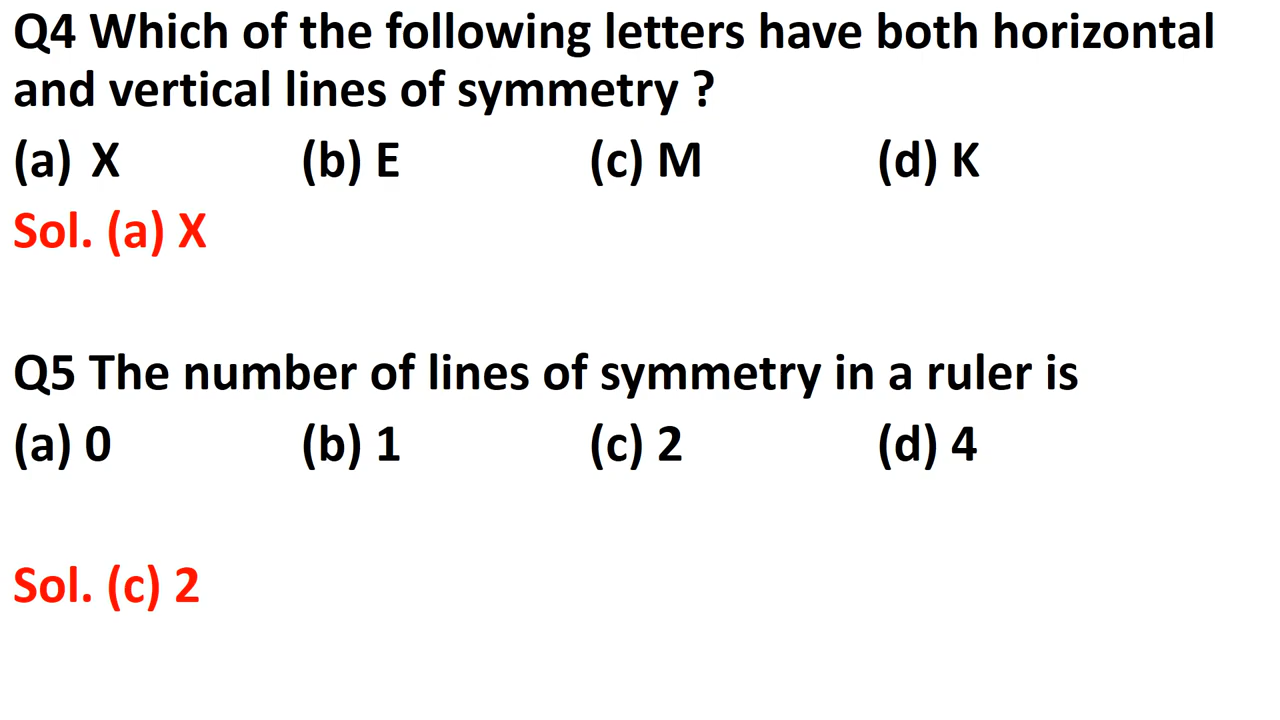 Q4 Which of the following letters have both horizontal
and vertical lines of symmetry ?
(a) X (b) E (c) M (d) K
Sol. (a) X
Q5 The number of lines of symmetry in a ruler is
(a) 0 (b) 1 (c) 2 (d) 4
Sol. (c) 2